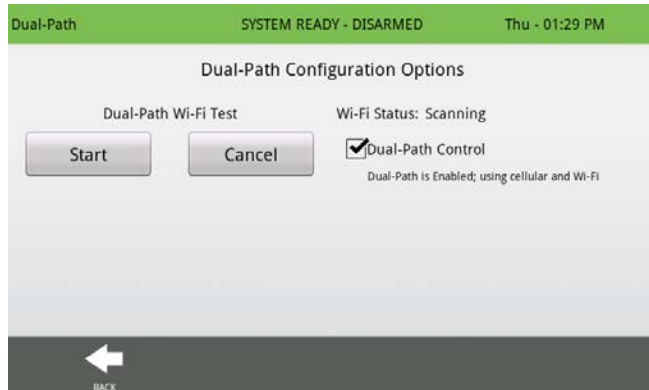 Dual-Path SYSTEM READY - DISARMED Thu - 01:29 PM
Dual-Path Configuration Options
Dual-Path Wi-Fi Test Wi-Fi Status: Scanning
Start Cancel Dual-Path Control
Dual-Path is Enabled; using cellular and Wi-Fi
BACK